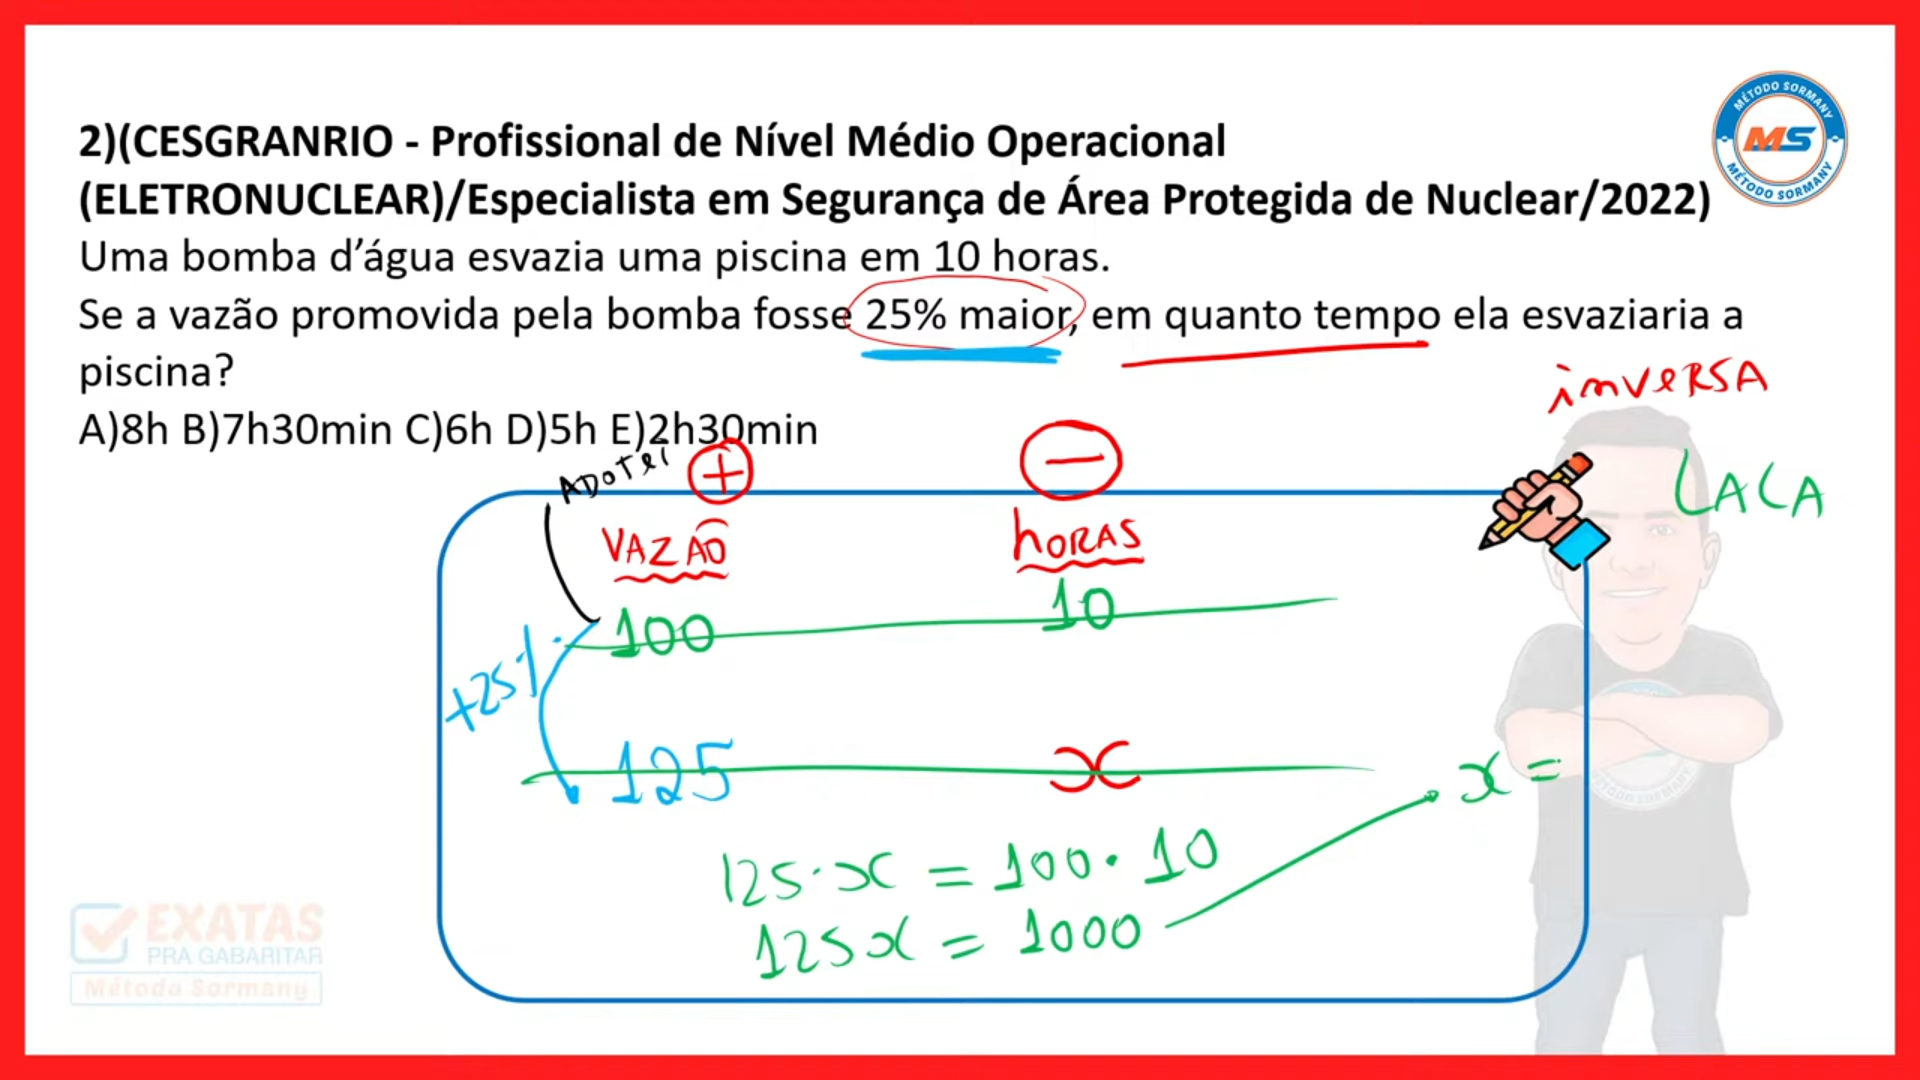 MÉTODO SORMANY
MS
MÉTODO SORMANY
2)(CESGRANRIO - Profissional de Nível Médio Operacional
(ELETRONUCLEAR)/Especialista em Segurança de Área Protegida de Nuclear/2022)
Uma bomba d’água esvazia uma piscina em 10 horas.
Se a vazão promovida pela bomba fosse 25% maior, em quanto tempo ela esvaziaria a
piscina?
A)8h B)7h30min C)6h D)5h E)2h30min
inVeRSA
LALA
ADOTEI + −
VAZÃO hORAS
100 10
+25%
125 x
x =
125·x = 100·10
125x = 1000
EXATAS
PRA GABARITAR
Método Sormany